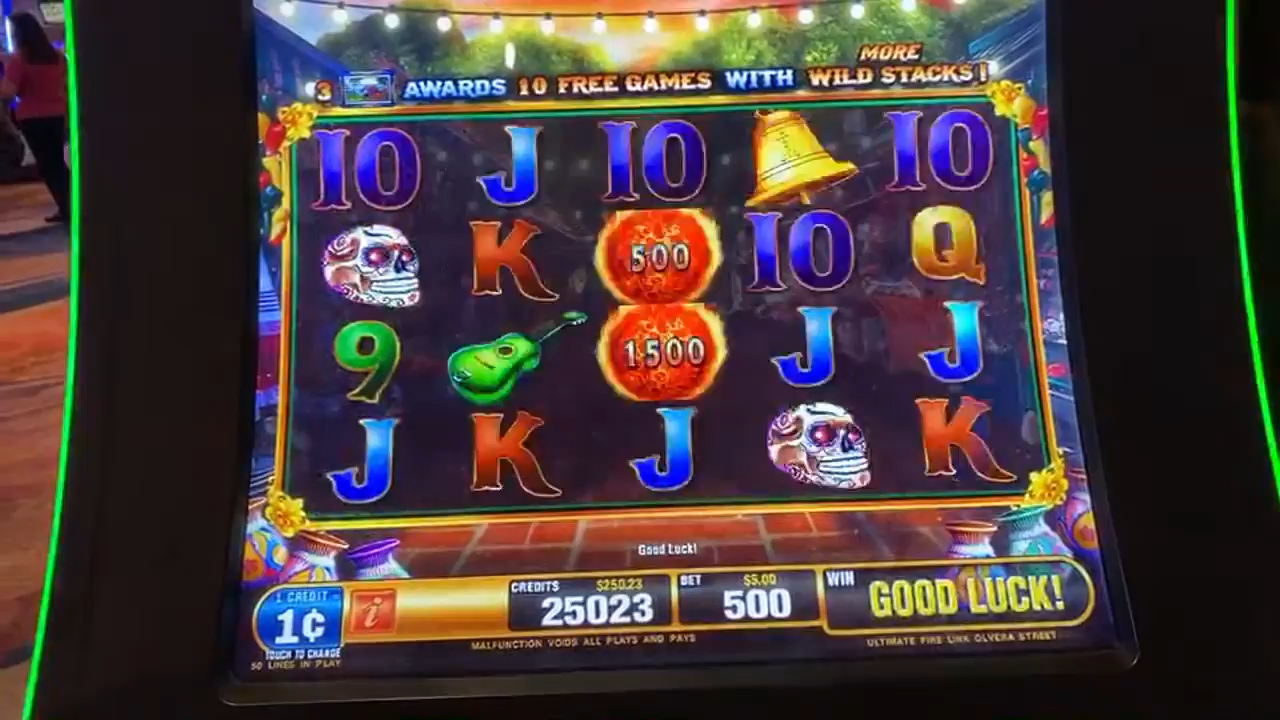 MORE
3 AWARDS 10 FREE GAMES WITH WILD STACKS!
10 J 10 10
K 500 10 Q
9 1500 J J
J K J K
Good Luck!
1 CREDIT
1¢
TOUCH TO CHANGE
50 LINES IN PLAY
i
CREDITS $250.23
25023
BET $5.00
500
WIN
GOOD LUCK!
MALFUNCTION VOIDS ALL PLAYS AND PAYS
ULTIMATE FIRE LINK OLVERA STREET